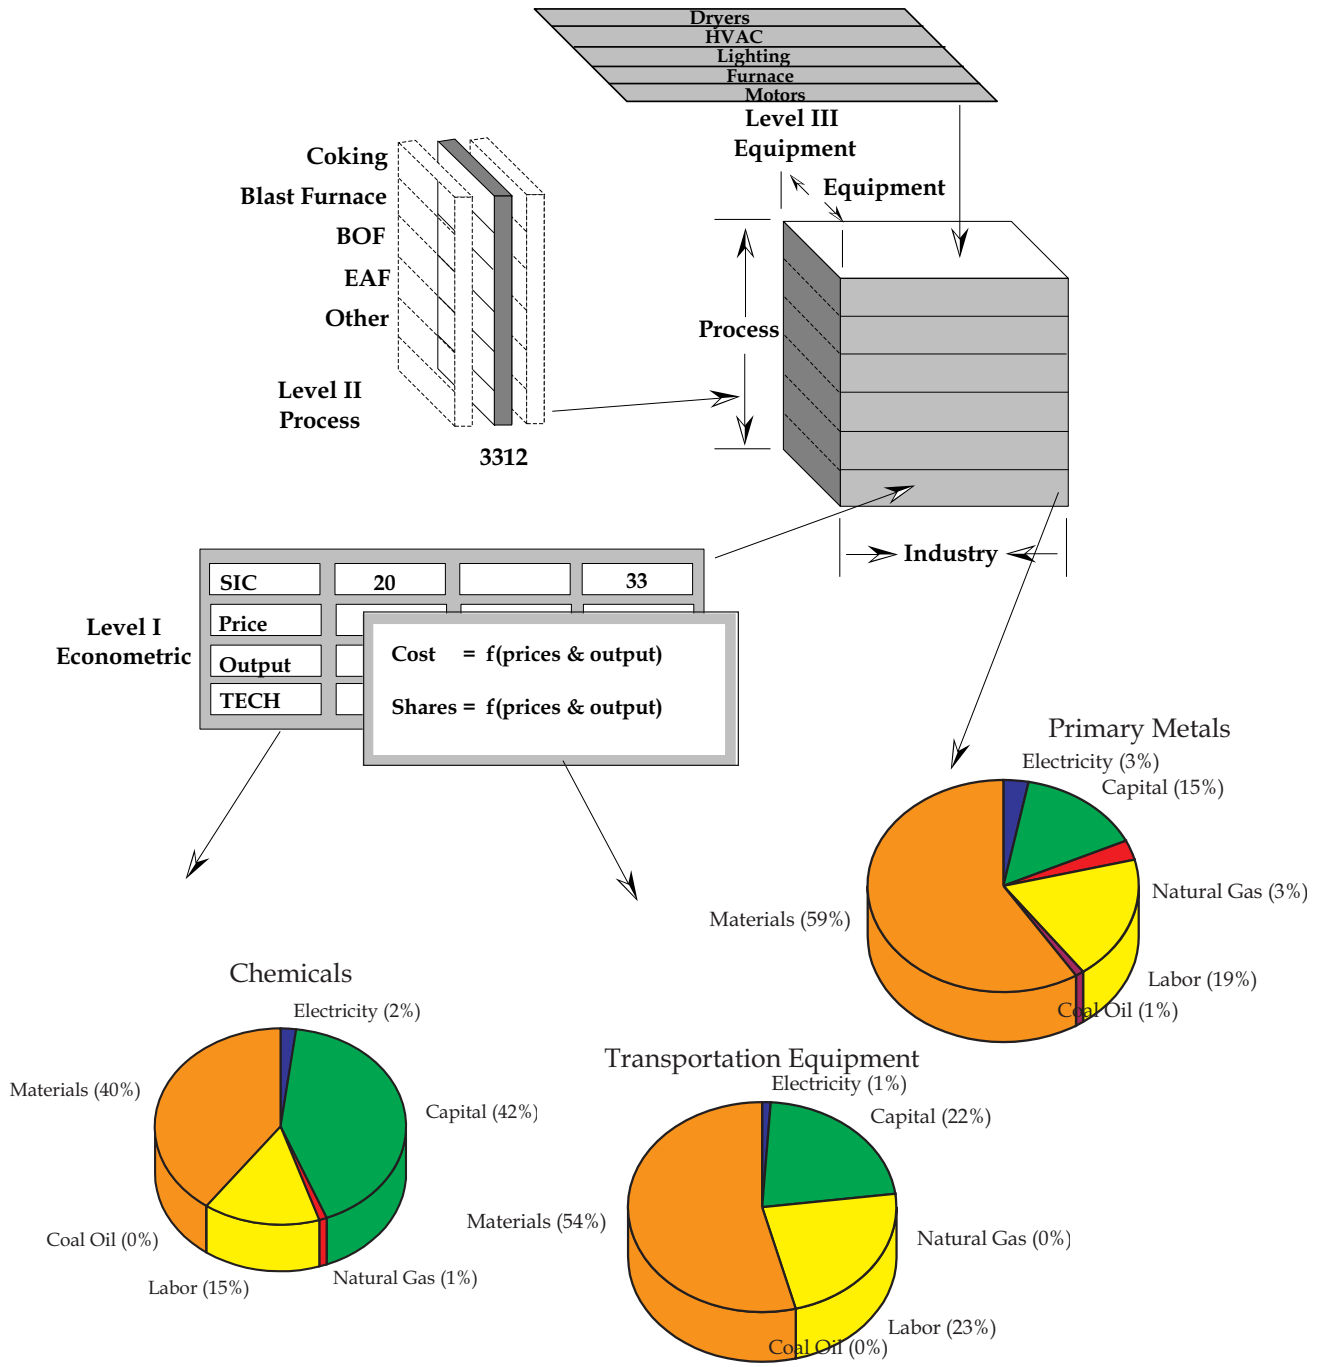 Dryers
HVAC
Lighting
Furnace
Motors
Level III
Equipment
Equipment
Coking
Blast Furnace
BOF
EAF
Other
Level II
Process
3312
Process
Industry
Level I
Econometric
SIC 20 33
Price
Output
TECH
Cost = f(prices & output)
Shares = f(prices & output)
Primary Metals
Electricity (3%)
Capital (15%)
Natural Gas (3%)
Materials (59%)
Labor (19%)
Coal Oil (1%)
Chemicals
Electricity (2%)
Materials (40%)
Capital (42%)
Coal Oil (0%)
Natural Gas (1%)
Labor (15%)
Transportation Equipment
Electricity (1%)
Capital (22%)
Materials (54%)
Natural Gas (0%)
Labor (23%)
Coal Oil (0%)